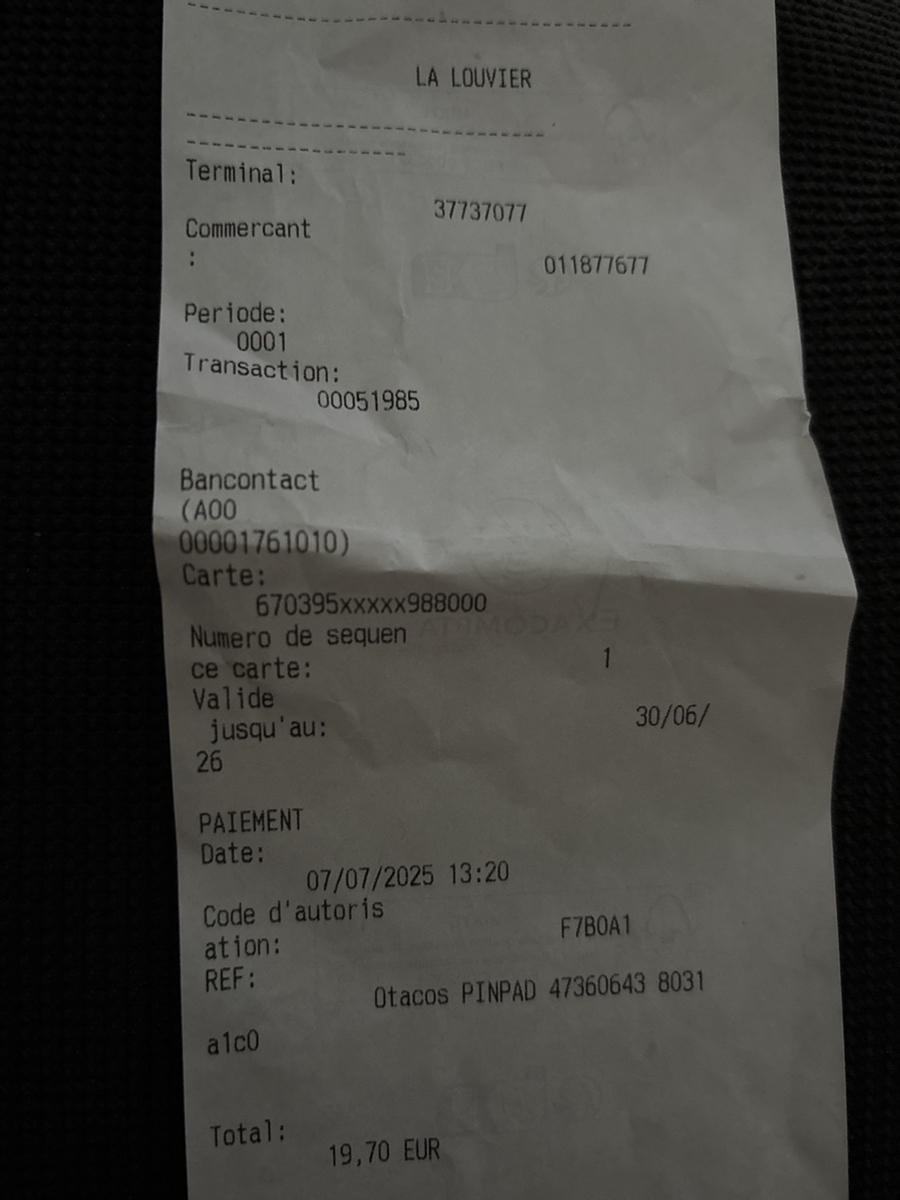 LA LOUVIER
Terminal:
37737077
Commercant
:
011877677
Periode:
0001
Transaction:
00051985
Bancontact
(A00
00001761010)
Carte:
670395xxxxx988000
Numero de sequen
ce carte:
1
Valide
jusqu'au:
30/06/
26
PAIEMENT
Date:
07/07/2025 13:20
Code d'autoris
ation:
F7B0A1
REF:
Otacos PINPAD 47360643 8031
a1c0
Total:
19,70 EUR